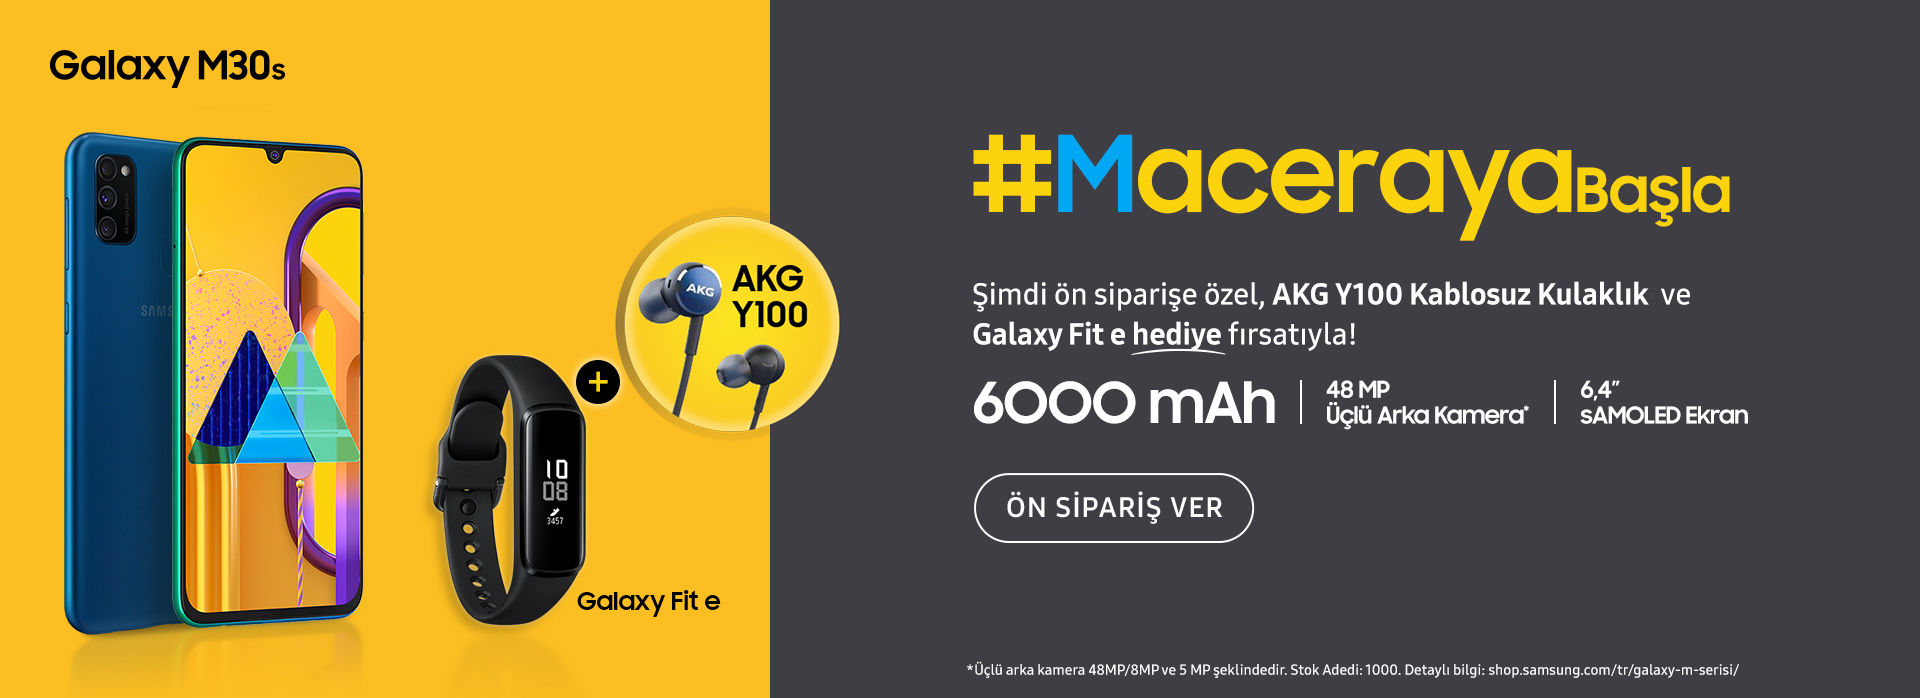 Galaxy M30s
SAMS
AKG
AKG
Y100
10
08
3457
Galaxy Fit e
#MacerayaBaşla
Şimdi ön siparişe özel, AKG Y100 Kablosuz Kulaklık ve
Galaxy Fit e hediye fırsatıyla!
6000 mAh
48 MP
Üçlü Arka Kamera*
6,4”
sAMOLED Ekran
ÖN SİPARİŞ VER
*Üçlü arka kamera 48MP/8MP ve 5 MP şeklindedir. Stok Adedi: 1000. Detaylı bilgi: shop.samsung.com/tr/galaxy-m-serisi/